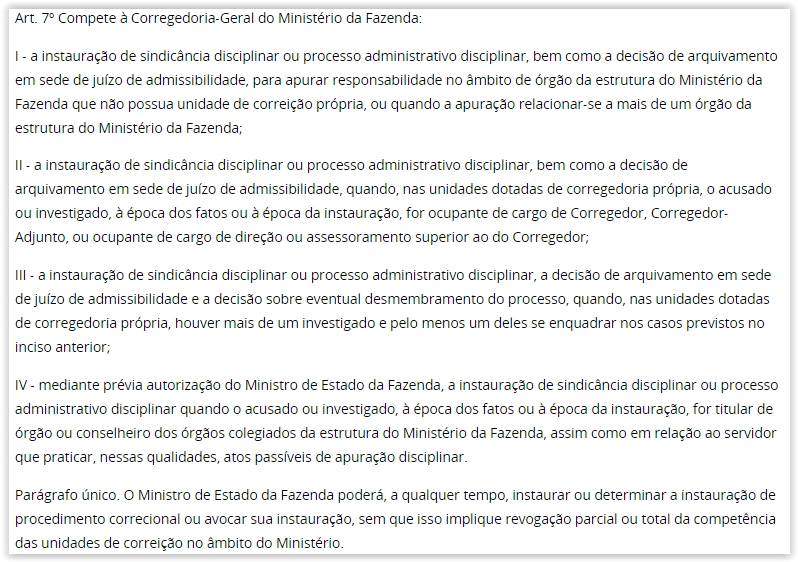 Art. 7º Compete à Corregedoria-Geral do Ministério da Fazenda:
I - a instauração de sindicância disciplinar ou processo administrativo disciplinar, bem como a decisão de arquivamento
em sede de juízo de admissibilidade, para apurar responsabilidade no âmbito de órgão da estrutura do Ministério da
Fazenda que não possua unidade de correição própria, ou quando a apuração relacionar-se a mais de um órgão da
estrutura do Ministério da Fazenda;
II - a instauração de sindicância disciplinar ou processo administrativo disciplinar, bem como a decisão de
arquivamento em sede de juízo de admissibilidade, quando, nas unidades dotadas de corregedoria própria, o acusado
ou investigado, à época dos fatos ou à época da instauração, for ocupante de cargo de Corregedor, Corregedor-
Adjunto, ou ocupante de cargo de direção ou assessoramento superior ao do Corregedor;
III - a instauração de sindicância disciplinar ou processo administrativo disciplinar, a decisão de arquivamento em sede
de juízo de admissibilidade e a decisão sobre eventual desmembramento do processo, quando, nas unidades dotadas
de corregedoria própria, houver mais de um investigado e pelo menos um deles se enquadrar nos casos previstos no
inciso anterior;
IV - mediante prévia autorização do Ministro de Estado da Fazenda, a instauração de sindicância disciplinar ou processo
administrativo disciplinar quando o acusado ou investigado, à época dos fatos ou à época da instauração, for titular de
órgão ou conselheiro dos órgãos colegiados da estrutura do Ministério da Fazenda, assim como em relação ao servidor
que praticar, nessas qualidades, atos passíveis de apuração disciplinar.
Parágrafo único. O Ministro de Estado da Fazenda poderá, a qualquer tempo, instaurar ou determinar a instauração de
procedimento correcional ou avocar sua instauração, sem que isso implique revogação parcial ou total da competência
das unidades de correição no âmbito do Ministério.